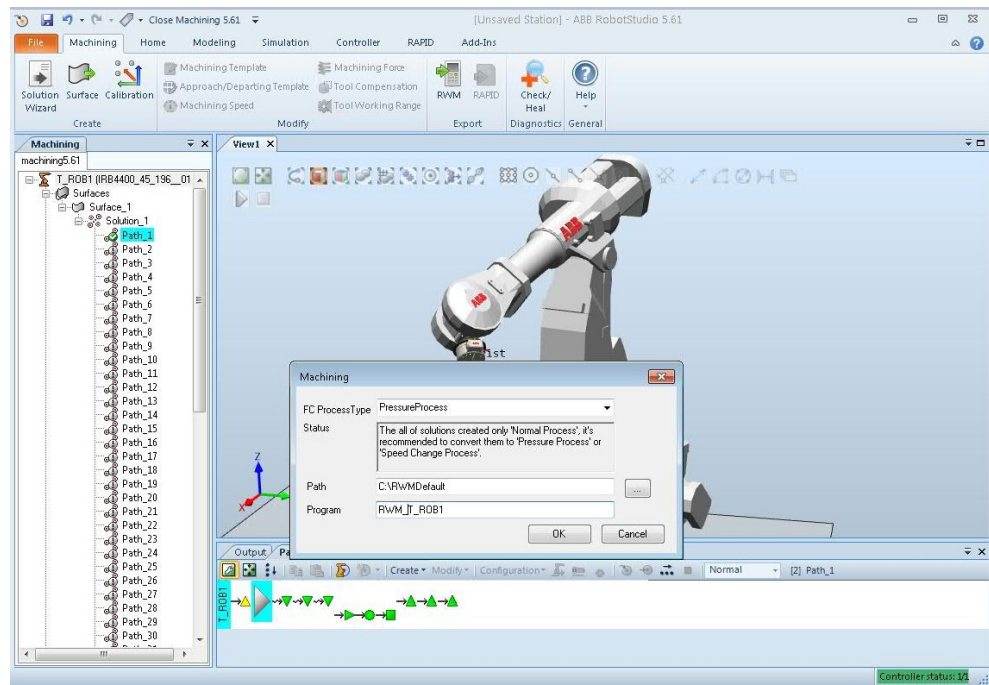 Close Machining 5.61
[Unsaved Station] - ABB RobotStudio 5.61
File Machining Home Modeling Simulation Controller RAPID Add-Ins
Solution Wizard
Surface
Calibration
Create
Machining Template
Approach/Departing Template
Machining Speed
Machining Force
Tool Compensation
Tool Working Range
Modify
RWM
RAPID
Export
Check/ Heal
Diagnostics
Help
General
Machining
machining5.61
T_ROB1 (IRB4400_45_196__01
Surfaces
Surface_1
Solution_1
Path_1
Path_2
Path_3
Path_4
Path_5
Path_6
Path_7
Path_8
Path_9
Path_10
Path_11
Path_12
Path_13
Path_14
Path_15
Path_16
Path_17
Path_18
Path_19
Path_20
Path_21
Path_22
Path_23
Path_24
Path_25
Path_26
Path_27
Path_28
Path_29
Path_30
View1
ABB
ABB
ist
Z
X
Machining
FC ProcessType PressureProcess
Status
The all of solutions created only 'Normal Process', it's
recommended to convert them to 'Pressure Process' or
'Speed Change Process'.
Path C:\RWMDefault ...
Program RWM_T_ROB1
OK Cancel
Output Pa
Create Modify Configuration Normal [2] Path_1
T_ROB1
Controller status: 1/1